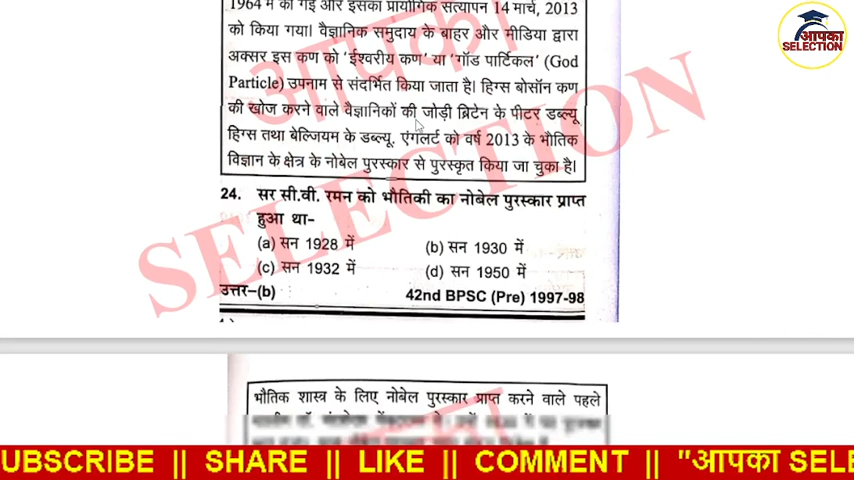 1964 में की गई और इसका प्रायोगिक सत्यापन 14 मार्च, 2013
को किया गया। वैज्ञानिक समुदाय के बाहर और मीडिया द्वारा
अक्सर इस कण को 'ईश्वरीय कण' या 'गॉड पार्टिकल' (God
Particle) उपनाम से संदर्भित किया जाता है। हिग्स बोसॉन कण
की खोज करने वाले वैज्ञानिकों की जोड़ी ब्रिटेन के पीटर डब्ल्यू
हिग्स तथा बेल्जियम के डब्ल्यू. एंगलर्ट को वर्ष 2013 के भौतिक
विज्ञान के क्षेत्र के नोबेल पुरस्कार से पुरस्कृत किया जा चुका है।
24. सर सी.वी. रमन को भौतिकी का नोबेल पुरस्कार प्राप्त
हुआ था–
(a) सन 1928 में (b) सन 1930 में
(c) सन 1932 में (d) सन 1950 में
उत्तर–(b) 42nd BPSC (Pre) 1997-98
भौतिक शास्त्र के लिए नोबेल पुरस्कार प्राप्त करने वाले पहले
आपका
SELECTION
आपका
SELECTION
UBSCRIBE || SHARE || LIKE || COMMENT || "आपका SELE